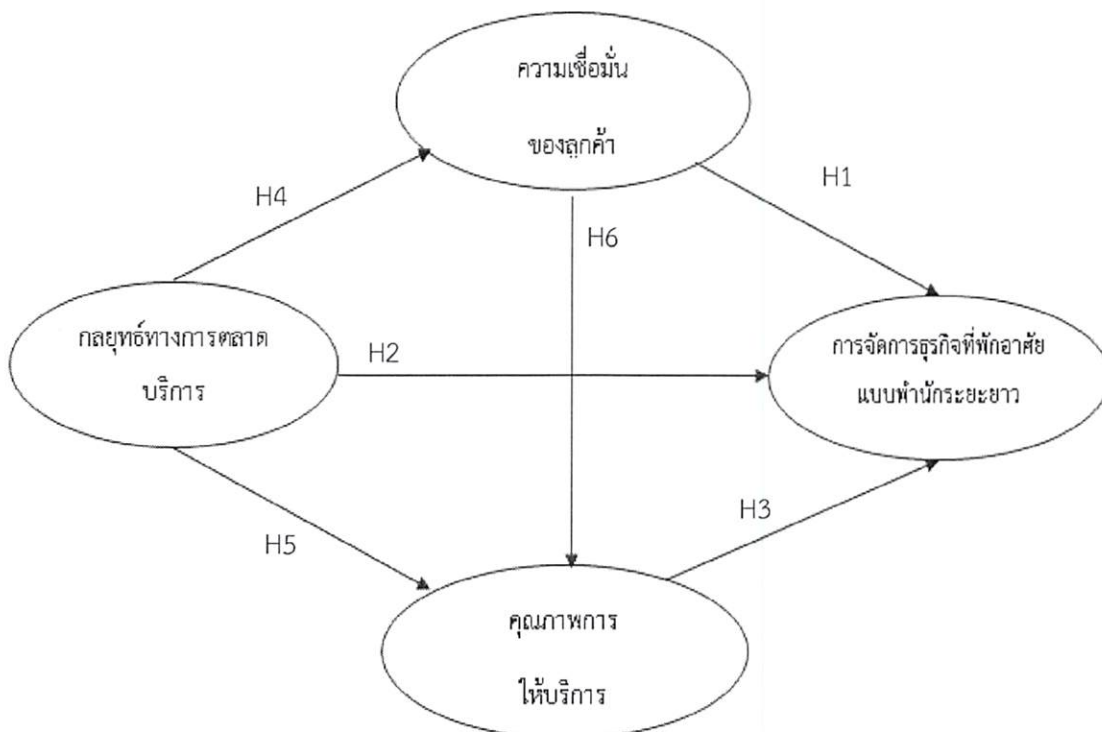 ความเชื่อมั่น
ของลูกค้า
H4
H1
H6
กลยุทธ์ทางการตลาด
บริการ
H2
การจัดการธุรกิจที่พักอาศัย
แบบพำนักระยะยาว
H5
H3
คุณภาพการ
ให้บริการ